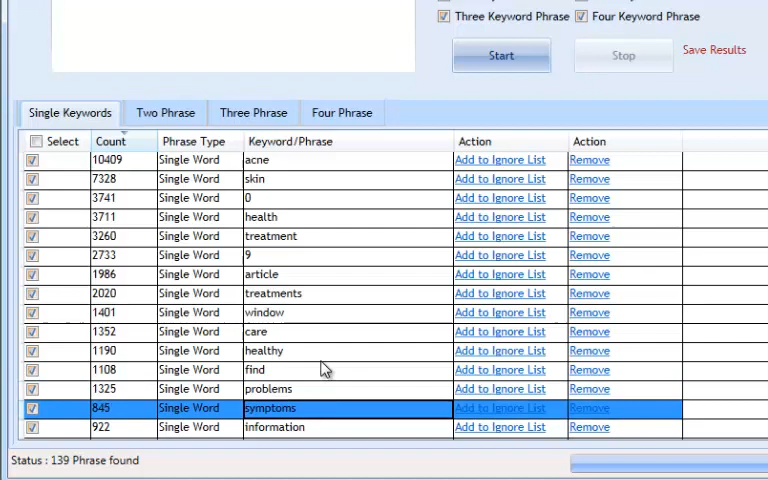 Three Keyword Phrase Four Keyword Phrase
Start Stop Save Results
Single Keywords Two Phrase Three Phrase Four Phrase
Select Count Phrase Type Keyword/Phrase Action Action
10409 Single Word acne Add to Ignore List Remove
7328 Single Word skin Add to Ignore List Remove
3741 Single Word 0 Add to Ignore List Remove
3711 Single Word health Add to Ignore List Remove
3260 Single Word treatment Add to Ignore List Remove
2733 Single Word 9 Add to Ignore List Remove
1986 Single Word article Add to Ignore List Remove
2020 Single Word treatments Add to Ignore List Remove
1401 Single Word window Add to Ignore List Remove
1352 Single Word care Add to Ignore List Remove
1190 Single Word healthy Add to Ignore List Remove
1108 Single Word find Add to Ignore List Remove
1325 Single Word problems Add to Ignore List Remove
845 Single Word symptoms Add to Ignore List Remove
922 Single Word information Add to Ignore List Remove
Status : 139 Phrase found